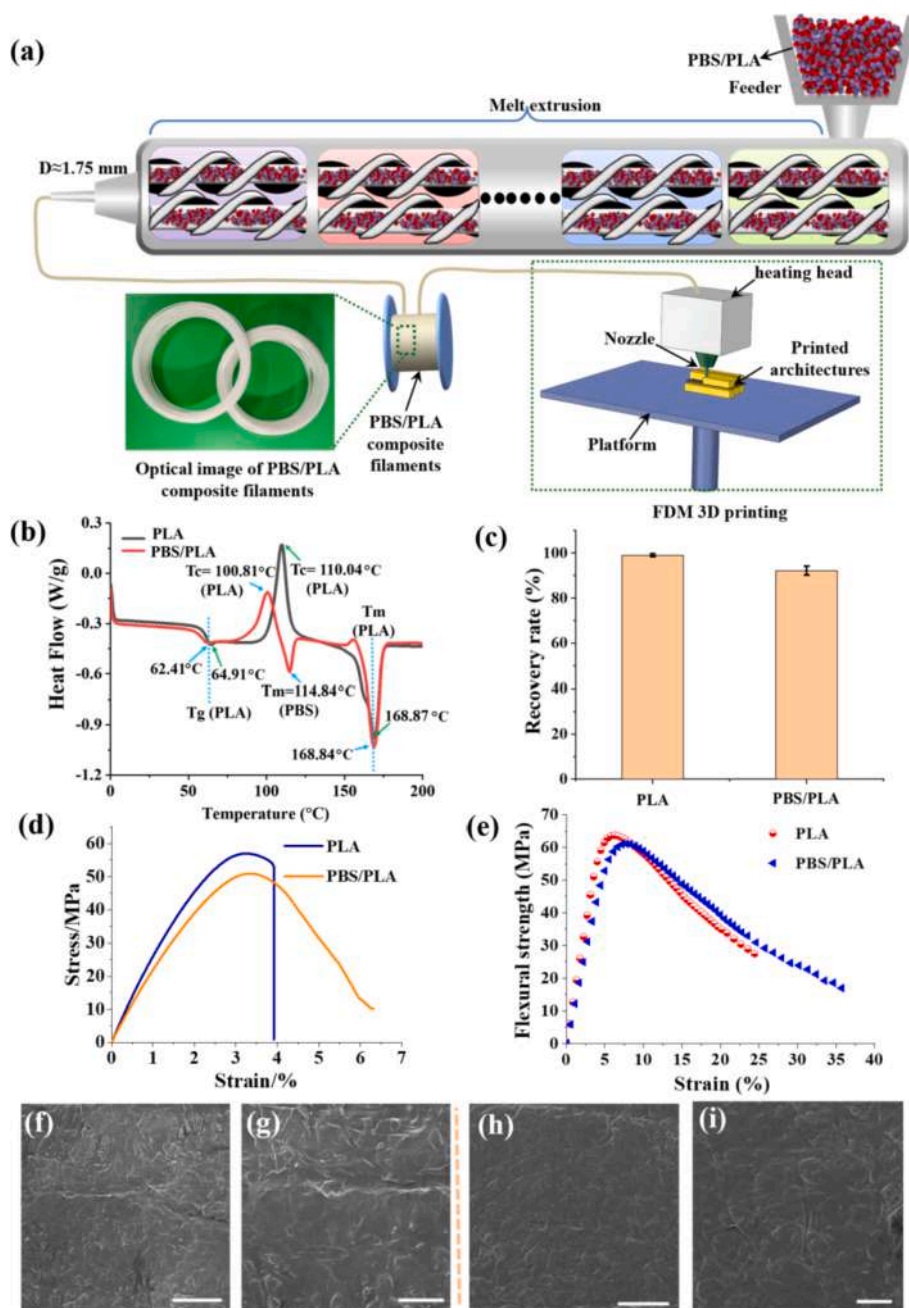 (a)
PBS/PLA
Feeder
Melt extrusion
D≈1.75 mm
heating head
Nozzle
Printed
architectures
Platform
PBS/PLA
composite
filaments
Optical image of PBS/PLA
composite filaments
FDM 3D printing
(b)
PLA
PBS/PLA
Tc= 100.81°C
(PLA)
Tc= 110.04°C
(PLA)
Tm
(PLA)
62.41°C
64.91°C
Tg (PLA)
Tm=114.84°C
(PBS)
168.87°C
168.84°C
Heat Flow (W/g)
0.3
0.0
-0.3
-0.6
-0.9
-1.2
0
50
100
150
200
Temperature (°C)
(c)
Recovery rate (%)
100
80
60
40
20
0
PLA
PBS/PLA
(d)
PLA
PBS/PLA
Stress/MPa
60
50
40
30
20
10
0
0
1
2
3
4
5
6
7
Strain/%
(e)
PLA
PBS/PLA
Flexural strength (MPa)
70
60
50
40
30
20
10
0
0
5
10
15
20
25
30
35
40
Strain (%)
(f)
(g)
(h)
(i)